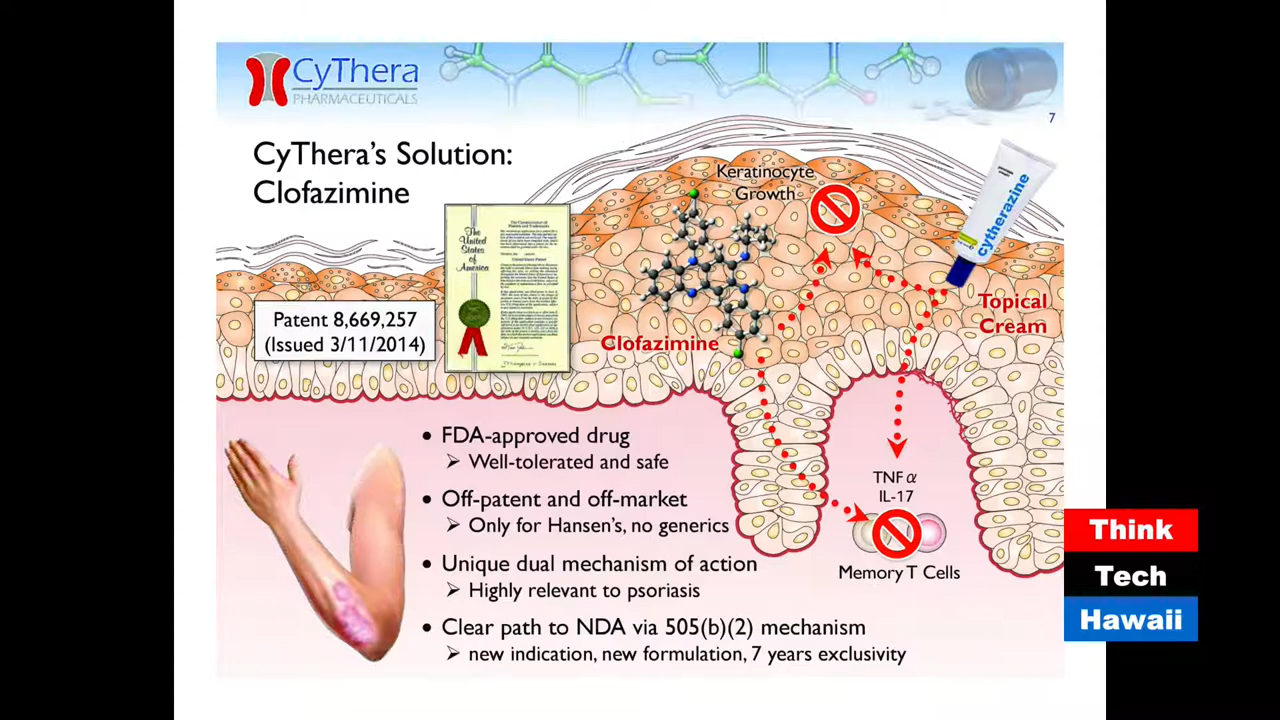 CyThera
PHARMACEUTICALS
7
CyThera's Solution:
Clofazimine
Keratinocyte
Growth
The
United
States
of
America
cytherazine
Patent 8,669,257
(Issued 3/11/2014)
Clofazimine
Topical
Cream
• FDA-approved drug
➢ Well-tolerated and safe
• Off-patent and off-market
➢ Only for Hansen's, no generics
• Unique dual mechanism of action
➢ Highly relevant to psoriasis
• Clear path to NDA via 505(b)(2) mechanism
➢ new indication, new formulation, 7 years exclusivity
TNF α
IL-17
Memory T Cells
Think
Tech
Hawaii